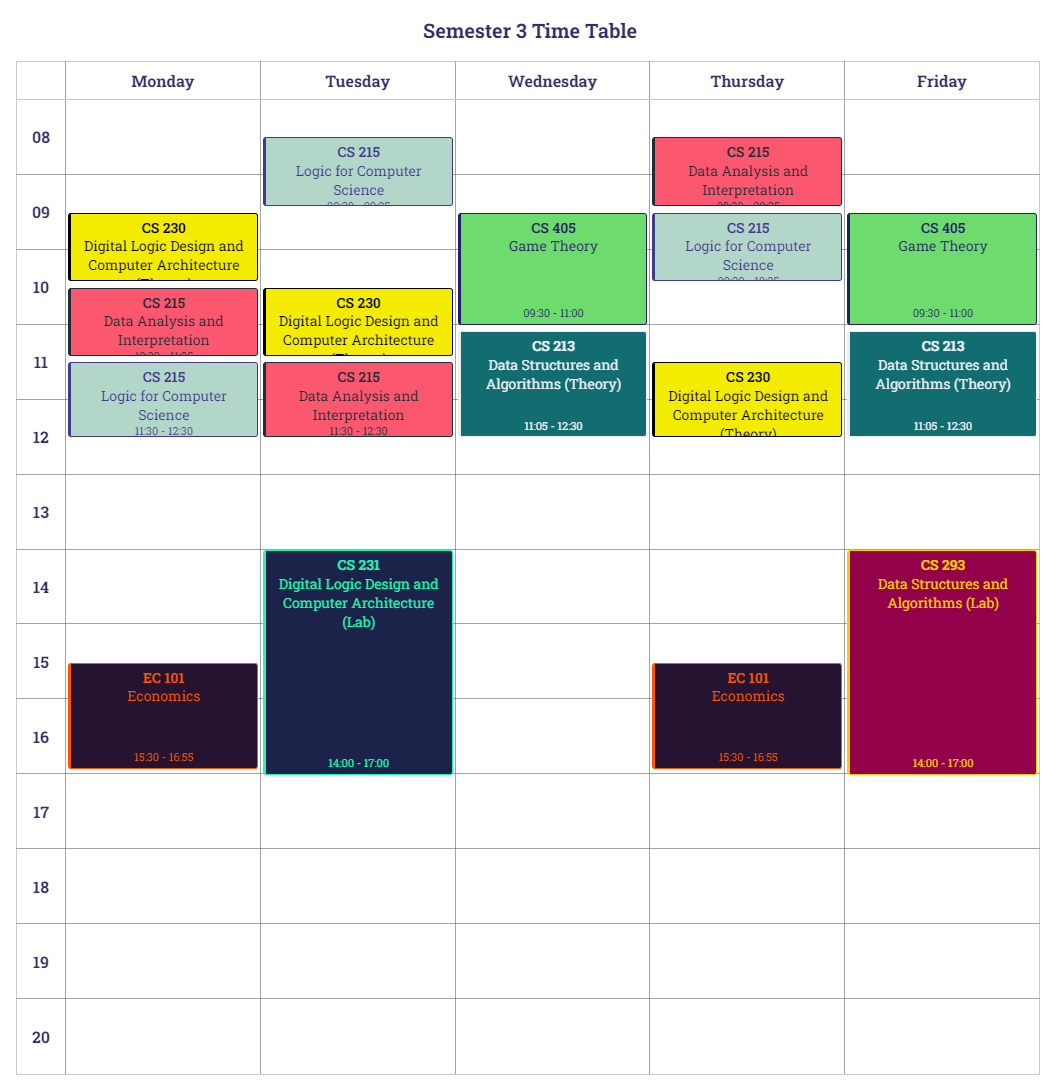 Semester 3 Time Table
Monday Tuesday Wednesday Thursday Friday
08
CS 215
Logic for Computer
Science
CS 215
Data Analysis and
Interpretation
09
CS 230
Digital Logic Design and
Computer Architecture
CS 405
Game Theory
09:30 - 11:00
CS 215
Logic for Computer
Science
CS 405
Game Theory
09:30 - 11:00
10
CS 215
Data Analysis and
Interpretation
CS 230
Digital Logic Design and
Computer Architecture
11
CS 213
Data Structures and
Algorithms (Theory)
11:05 - 12:30
CS 213
Data Structures and
Algorithms (Theory)
11:05 - 12:30
CS 215
Logic for Computer
Science
11:30 - 12:30
CS 215
Data Analysis and
Interpretation
11:30 - 12:30
CS 230
Digital Logic Design and
Computer Architecture
(Theory)
12
13
14
CS 231
Digital Logic Design and
Computer Architecture
(Lab)
14:00 - 17:00
CS 293
Data Structures and
Algorithms (Lab)
14:00 - 17:00
15
EC 101
Economics
15:30 - 16:55
EC 101
Economics
15:30 - 16:55
16
17
18
19
20